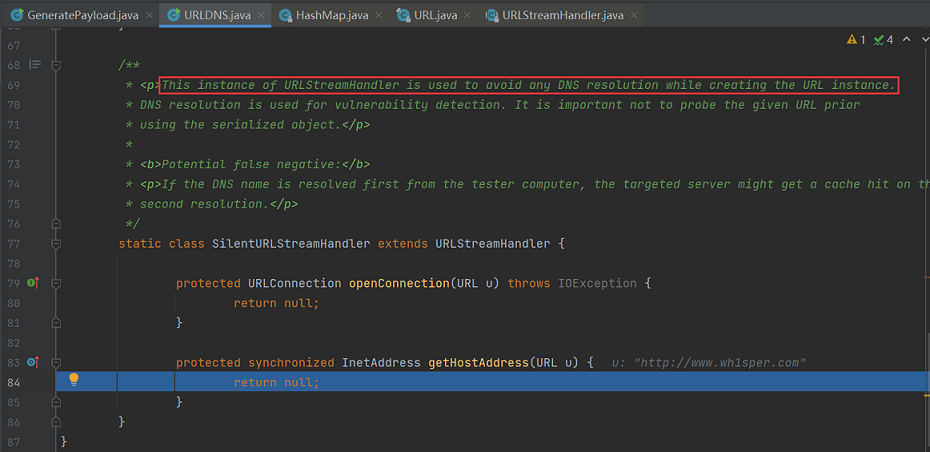 GeneratePayload.java × URLDNS.java × HashMap.java × URL.java × URLStreamHandler.java ×
1 4
67
68 /**
69 * <p>This instance of URLStreamHandler is used to avoid any DNS resolution while creating the URL instance.
70 * DNS resolution is used for vulnerability detection. It is important not to probe the given URL prior
71 * using the serialized object.</p>
72 *
73 * <b>Potential false negative:</b>
74 * <p>If the DNS name is resolved first from the tester computer, the targeted server might get a cache hit on th
75 * second resolution.</p>
76 */
77 static class SilentURLStreamHandler extends URLStreamHandler {
78
79 protected URLConnection openConnection(URL u) throws IOException {
80 return null;
81 }
82
83 protected synchronized InetAddress getHostAddress(URL u) { u: "http://www.wh1sper.com"
84 return null;
85 }
86 }
87 }